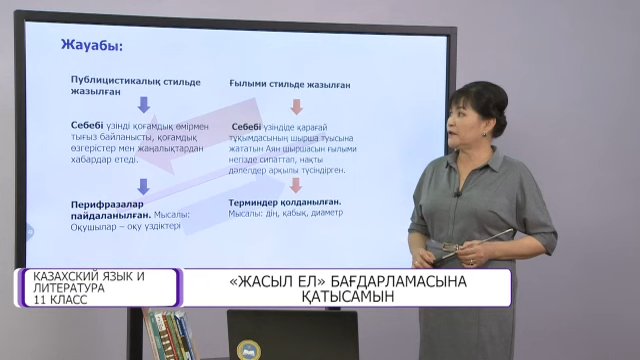 Жауабы:
Публицистикалық стильде
жазылған
Себебі үзінді қоғамдық өмірмен
тығыз байланысты, қоғамдық
өзгерістер мен жаңалықтардан
хабардар етеді.
Перифразалар
пайдаланылған. Мысалы:
Оқушылар – оқу үздіктері
Ғылыми стильде жазылған
Себебі үзіндіде қарағай
тұқымдасының шырша туысына
жататын Аян шыршасын ғылыми
негізде сипаттап, нақты
дәлелдер арқылы түсіндірген.
Терминдер қолданылған.
Мысалы: дің, қабық, диаметр
КАЗАХСКИЙ ЯЗЫК И
ЛИТЕРАТУРА
11 КЛАСС
«ЖАСЫЛ ЕЛ» БАҒДАРЛАМАСЫНА
ҚАТЫСАМЫН